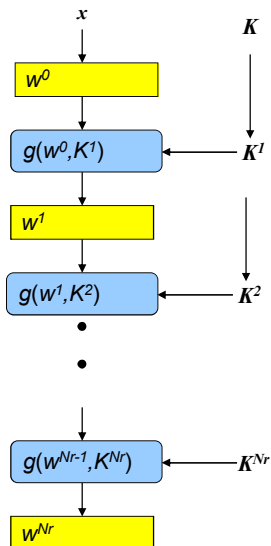 x K
w⁰
g(w⁰,K¹) K¹
w¹
g(w¹,K²) K²
g(wᴺʳ⁻¹,Kᴺʳ) Kᴺʳ
wᴺʳ